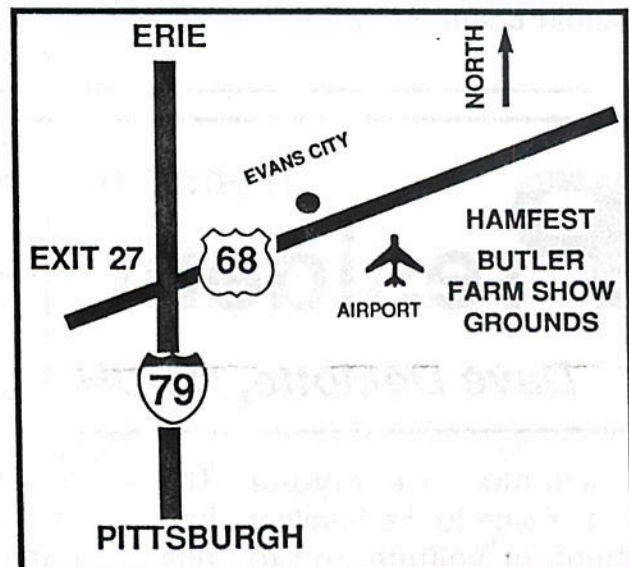 ERIE
NORTH
EVANS CITY
HAMFEST
EXIT 27
68
BUTLER
FARM SHOW
AIRPORT
GROUNDS
79
PITTSBURGH